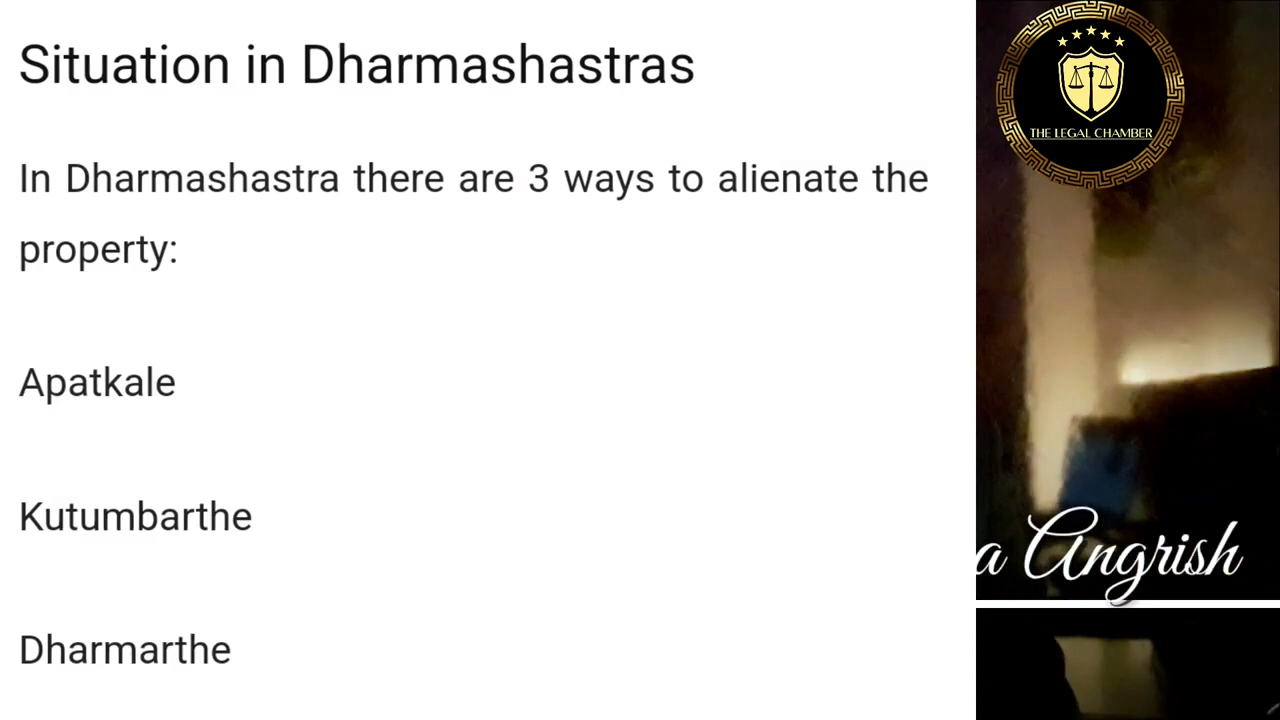 Situation in Dharmashastras
In Dharmashastra there are 3 ways to alienate the
property:
Apatkale
Kutumbarthe
Dharmarthe
THE LEGAL CHAMBER
a Angrish